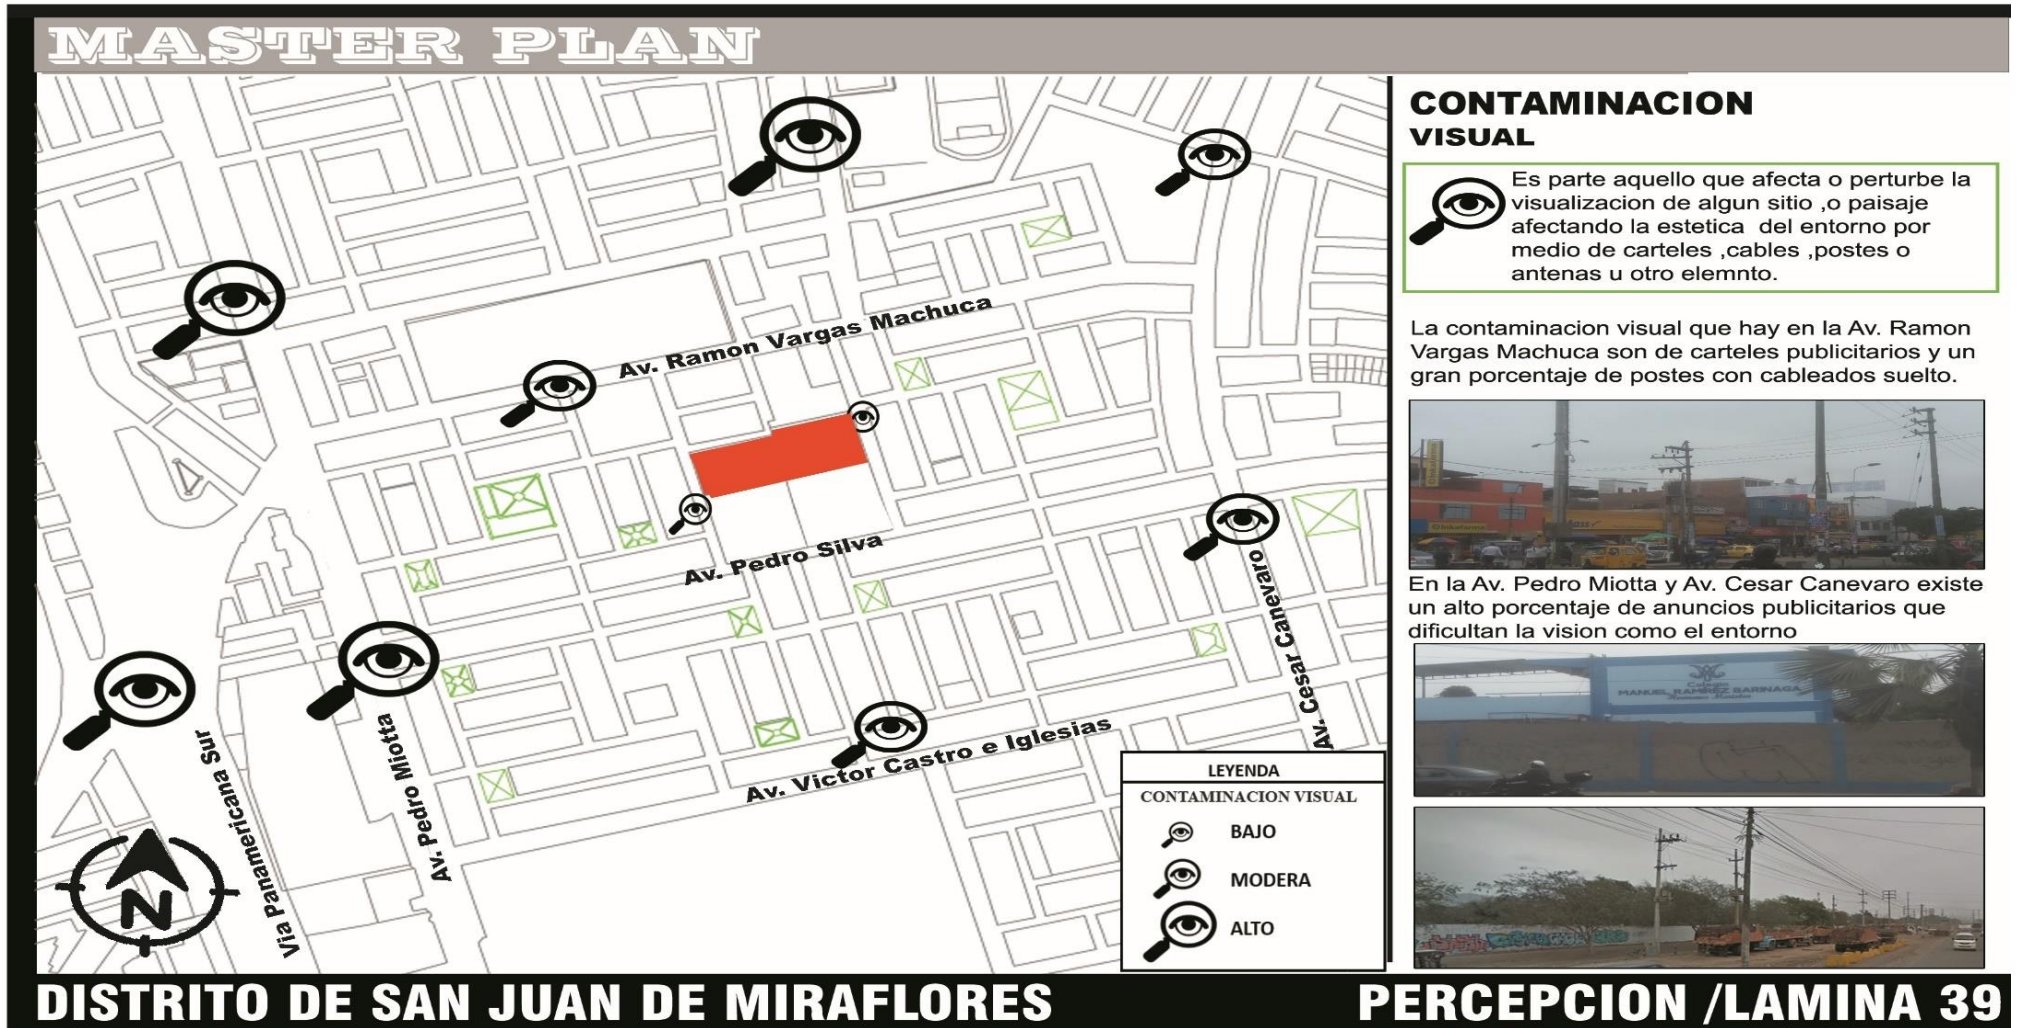 MASTER PLAN
Av. Ramon Vargas Machuca
Av. Pedro Silva
Av. Cesar Canevaro
Av. Victor Castro e Iglesias
Av. Pedro Miotta
Via Panamericana Sur
N
LEYENDA
CONTAMINACION VISUAL
BAJO
MODERA
ALTO
CONTAMINACION
VISUAL
Es parte aquello que afecta o perturbe la
visualizacion de algun sitio ,o paisaje
afectando la estetica del entorno por
medio de carteles ,cables ,postes o
antenas u otro elemnto.
La contaminacion visual que hay en la Av. Ramon
Vargas Machuca son de carteles publicitarios y un
gran porcentaje de postes con cableados suelto.
En la Av. Pedro Miotta y Av. Cesar Canevaro existe
un alto porcentaje de anuncios publicitarios que
dificultan la vision como el entorno
Colegio
MANUEL RAMIREZ BARINAGA
DISTRITO DE SAN JUAN DE MIRAFLORES
PERCEPCION /LAMINA 39